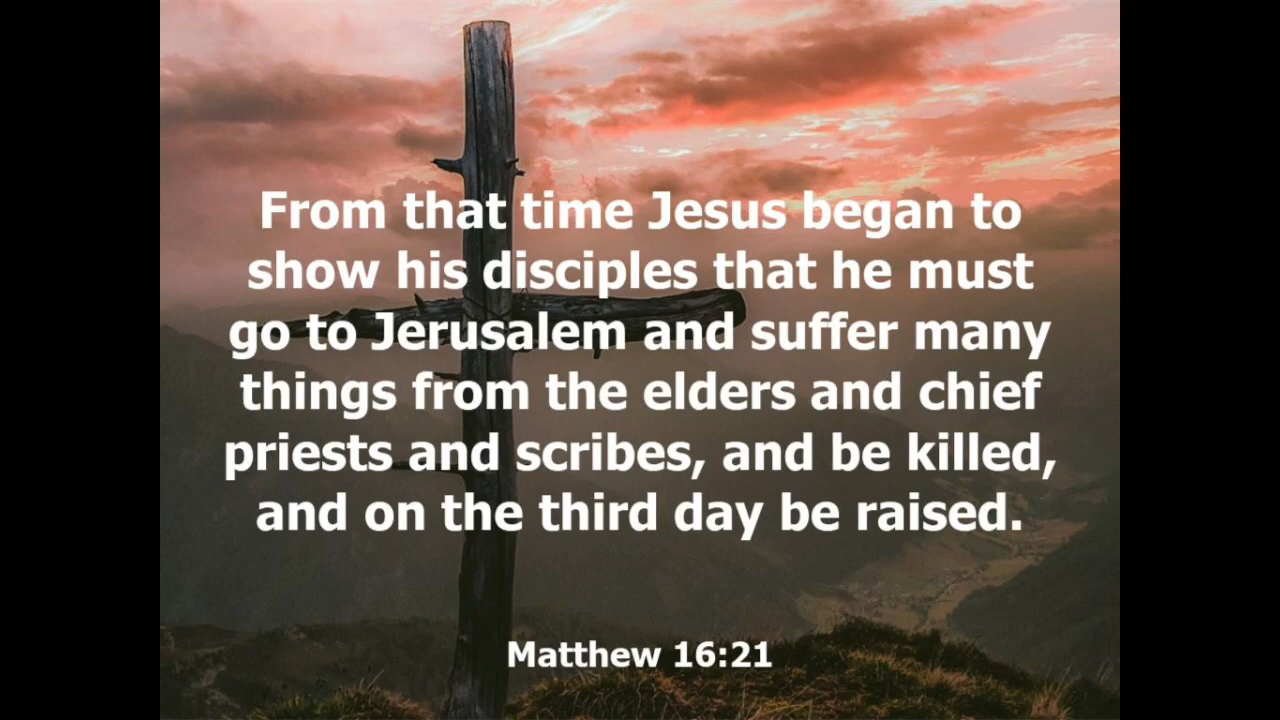 From that time Jesus began to
show his disciples that he must
go to Jerusalem and suffer many
things from the elders and chief
priests and scribes, and be killed,
and on the third day be raised.
Matthew 16:21